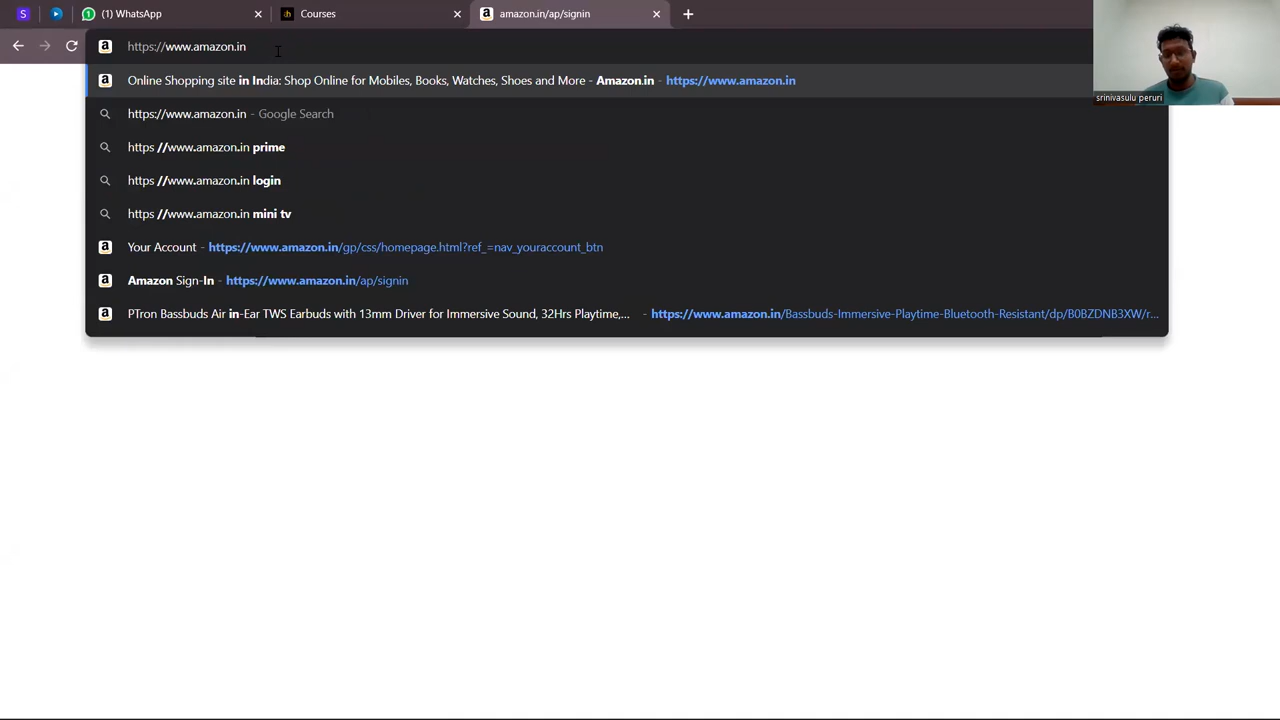 S
1
(1) WhatsApp
Courses
amazon.in/ap/signin
https://www.amazon.in
Online Shopping site in India: Shop Online for Mobiles, Books, Watches, Shoes and More - Amazon.in - https://www.amazon.in
https://www.amazon.in - Google Search
https //www.amazon.in prime
https //www.amazon.in login
https //www.amazon.in mini tv
Your Account - https://www.amazon.in/gp/css/homepage.html?ref_=nav_youraccount_btn
Amazon Sign-In - https://www.amazon.in/ap/signin
PTron Bassbuds Air in-Ear TWS Earbuds with 13mm Driver for Immersive Sound, 32Hrs Playtime,... - https://www.amazon.in/Bassbuds-Immersive-Playtime-Bluetooth-Resistant/dp/B0BZDNB3XW/r...
srinivasulu peruri